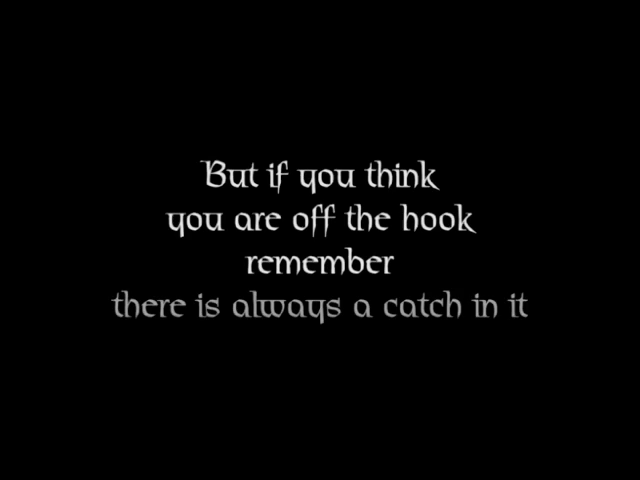 But if you think
you are off the hook
remember
there is always a catch in it